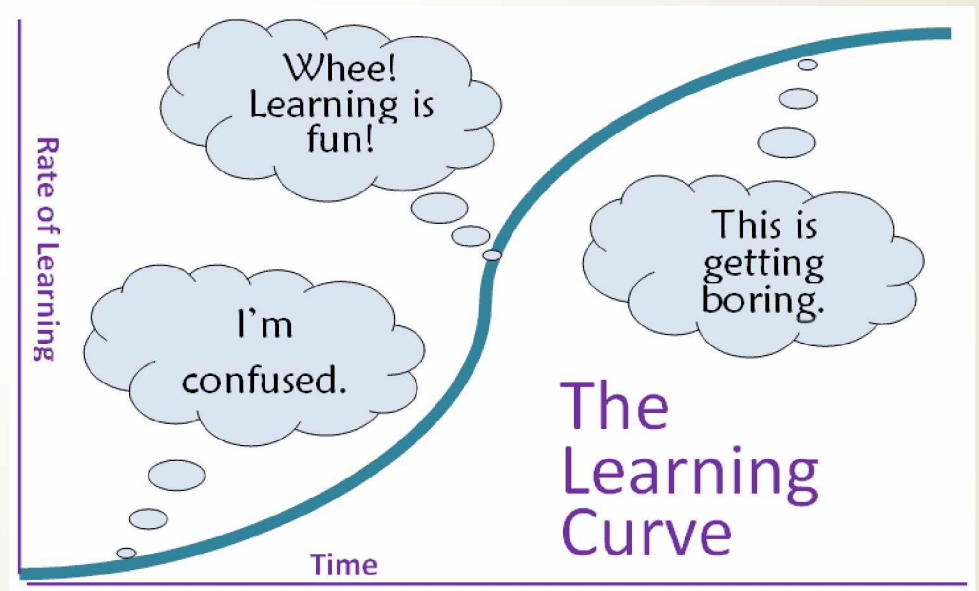 Whee!
Learning is
fun!
Rate of Learning
I'm
confused.
This is
getting
boring.
The
Learning
Curve
Time